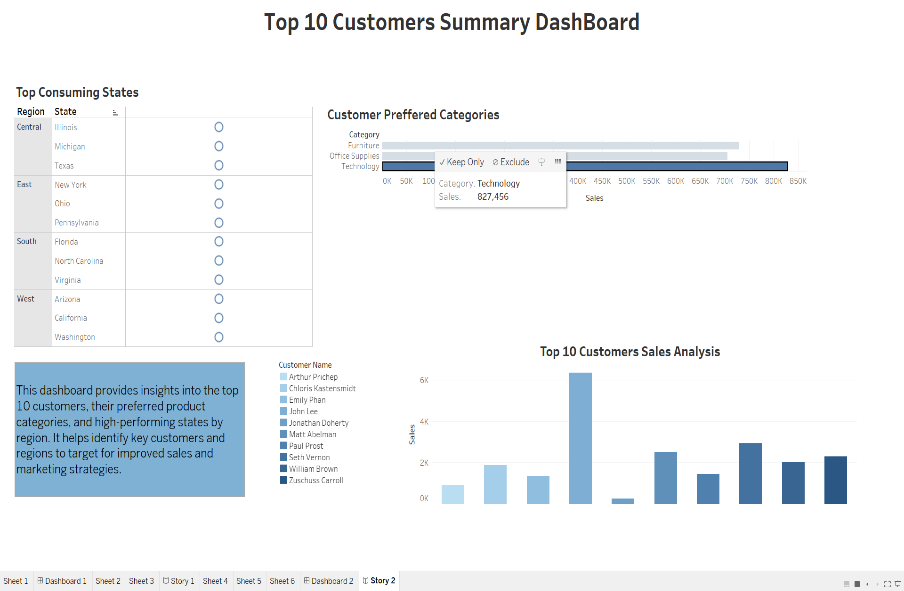 Top 10 Customers Summary DashBoard
Top Consuming States
Region State
Central Illinois
Michigan
Texas
East New York
Ohio
Pennsylvania
South Florida
North Carolina
Virginia
West Arizona
California
Washington
Customer Preffered Categories
Category
Furniture
Office Supplies
Technology
Keep Only Exclude
Category: Technology
Sales: 827,456
0K 50K 100 400K 450K 500K 550K 600K 650K 700K 750K 800K 850K
Sales
This dashboard provides insights into the top
10 customers, their preferred product
categories, and high-performing states by
region. It helps identify key customers and
regions to target for improved sales and
marketing strategies.
Customer Name
Arthur Prichep
Chloris Kastensmidt
Emily Phan
John Lee
Jonathan Doherty
Matt Abelman
Paul Prost
Seth Vernon
William Brown
Zuschuss Carroll
Top 10 Customers Sales Analysis
6K
4K
2K
0K
Sales
Sheet 1 Dashboard 1 Sheet 2 Sheet 3 Story 1 Sheet 4 Sheet 5 Sheet 6 Dashboard 2 Story 2